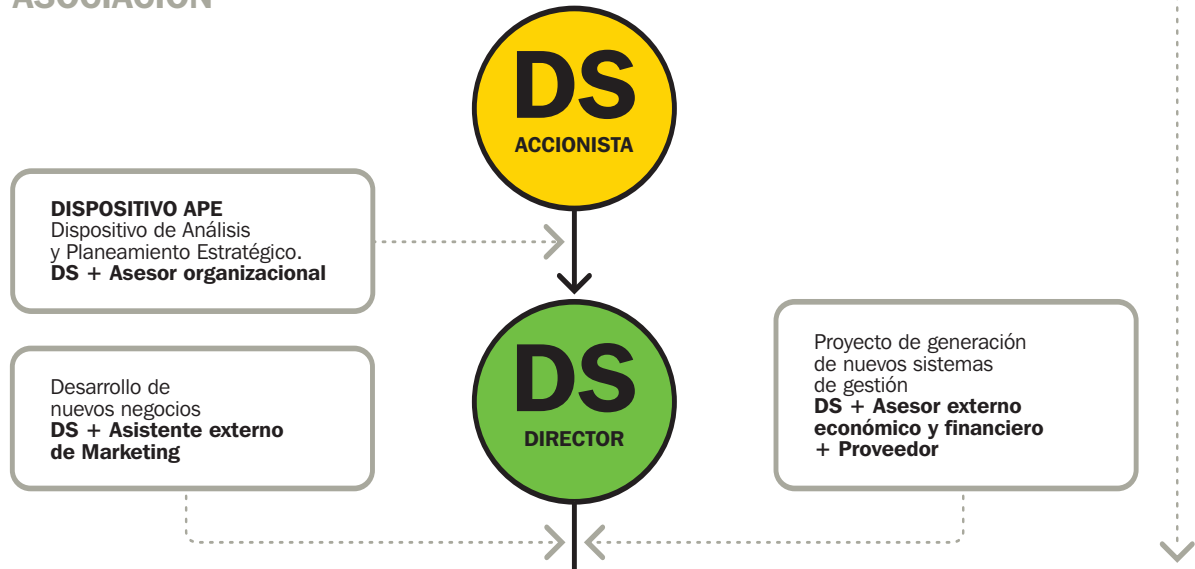 ASOCIACIÓN
DS
ACCIONISTA
DISPOSITIVO APE
Dispositivo de Análisis
y Planeamiento Estratégico.
DS + Asesor organizacional
DS
DIRECTOR
Desarrollo de
nuevos negocios
DS + Asistente externo
de Marketing
Proyecto de generación
de nuevos sistemas
de gestión
DS + Asesor externo
económico y financiero
+ Proveedor